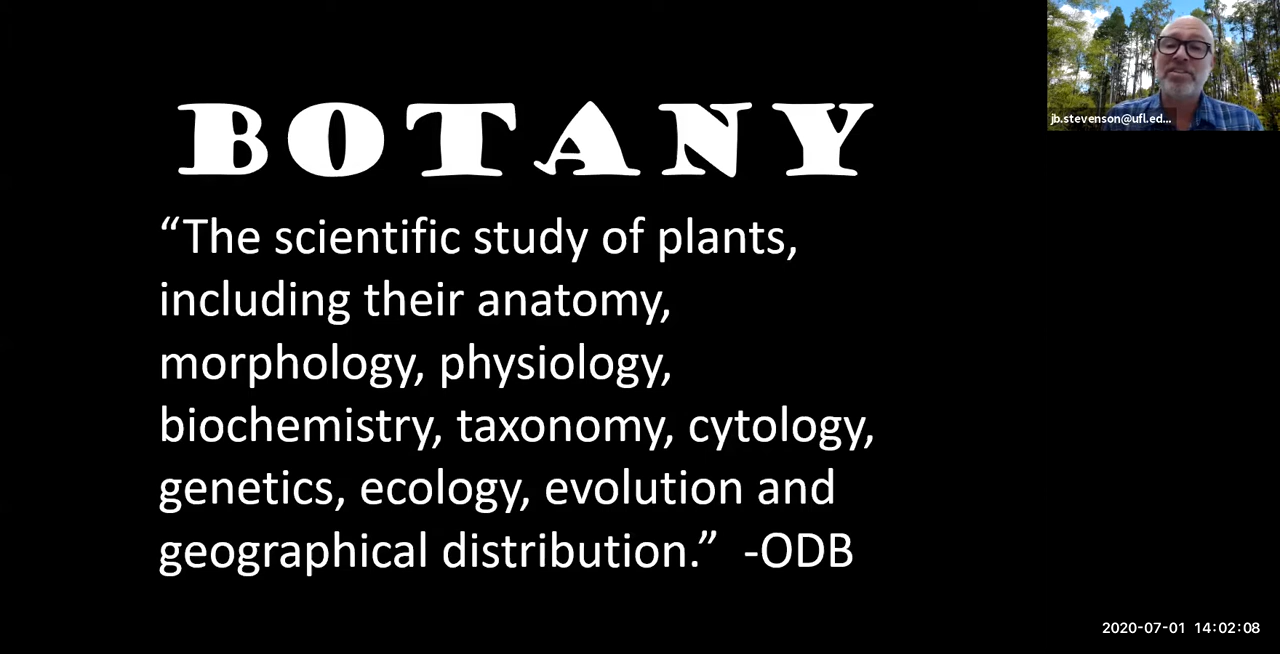 BOTANY
“The scientific study of plants,
including their anatomy,
morphology, physiology,
biochemistry, taxonomy, cytology,
genetics, ecology, evolution and
geographical distribution.” -ODB
jb.stevenson@ufl.ed...
2020-07-01 14:02:08